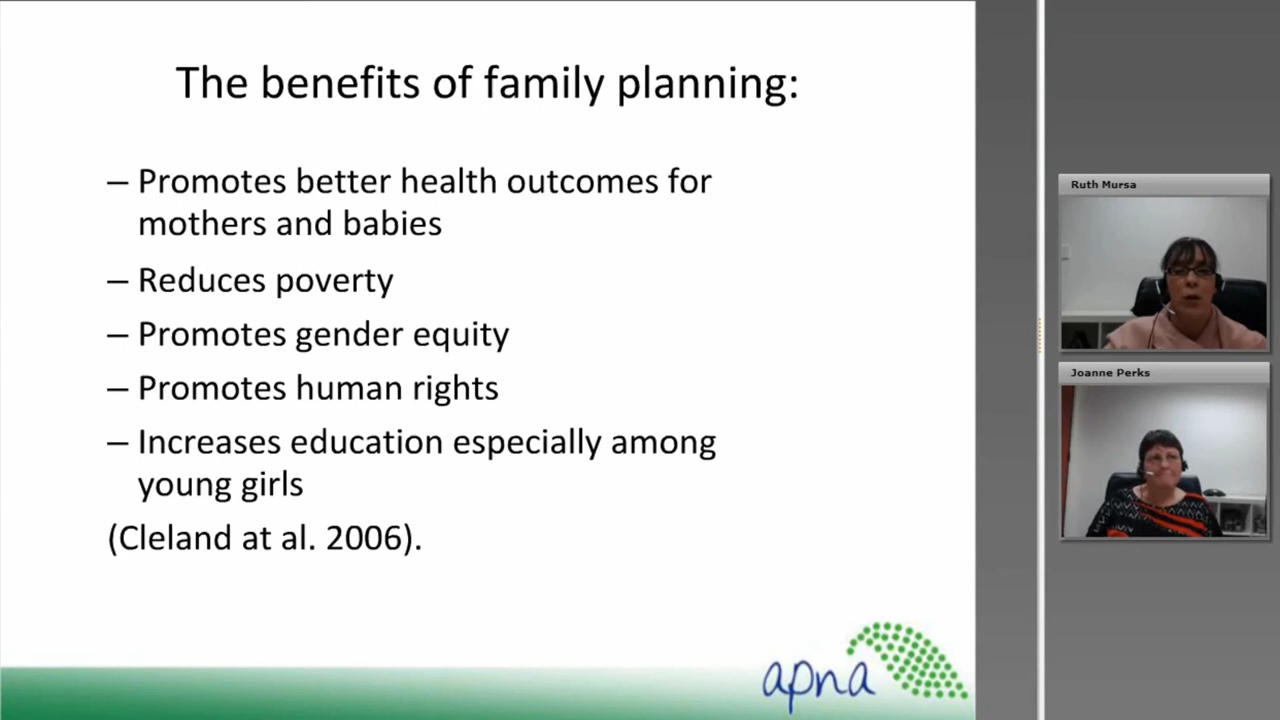 The benefits of family planning:
– Promotes better health outcomes for
mothers and babies
– Reduces poverty
– Promotes gender equity
– Promotes human rights
– Increases education especially among
young girls
(Cleland at al. 2006).
apna
Ruth Mursa
Joanne Perks